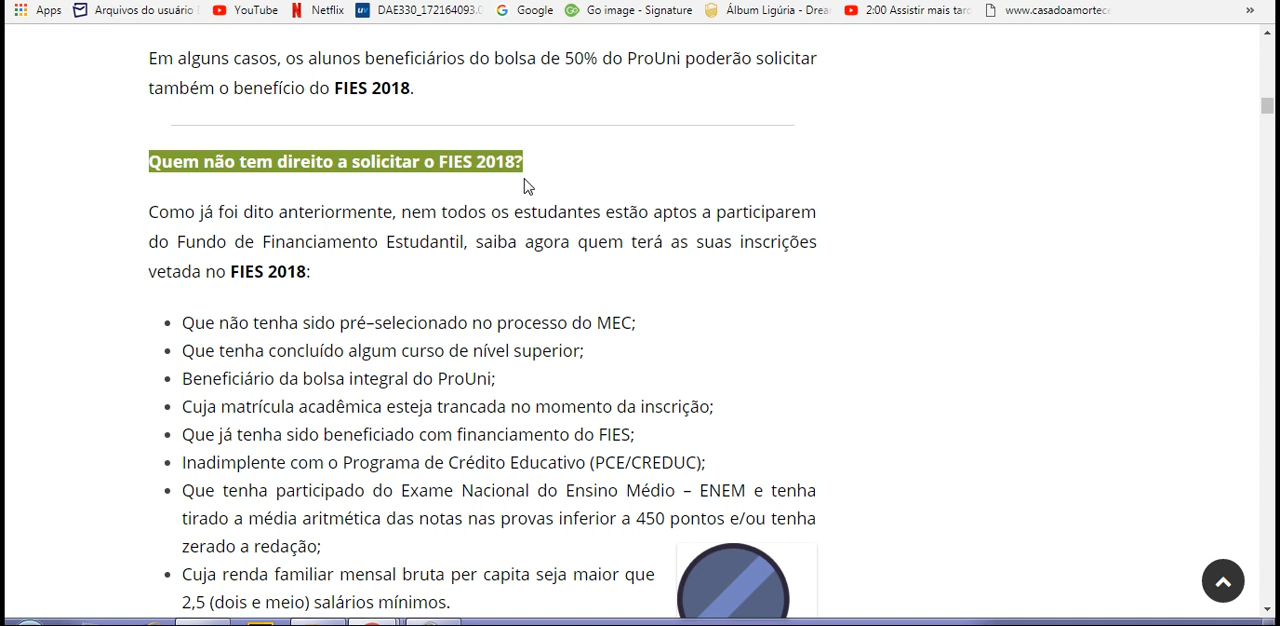 Apps Arquivos do usuário YouTube Netflix DAE330_172164093. Google Go image - Signature Álbum Ligúria - Drea 2:00 Assistir mais tarc www.casadoamortece »
Em alguns casos, os alunos beneficiários do bolsa de 50% do ProUni poderão solicitar
também o benefício do FIES 2018.
Quem não tem direito a solicitar o FIES 2018?
Como já foi dito anteriormente, nem todos os estudantes estão aptos a participarem
do Fundo de Financiamento Estudantil, saiba agora quem terá as suas inscrições
vetada no FIES 2018:
• Que não tenha sido pré–selecionado no processo do MEC;
• Que tenha concluído algum curso de nível superior;
• Beneficiário da bolsa integral do ProUni;
• Cuja matrícula acadêmica esteja trancada no momento da inscrição;
• Que já tenha sido beneficiado com financiamento do FIES;
• Inadimplente com o Programa de Crédito Educativo (PCE/CREDUC);
• Que tenha participado do Exame Nacional do Ensino Médio – ENEM e tenha
tirado a média aritmética das notas nas provas inferior a 450 pontos e/ou tenha
zerado a redação;
• Cuja renda familiar mensal bruta per capita seja maior que
2,5 (dois e meio) salários mínimos.